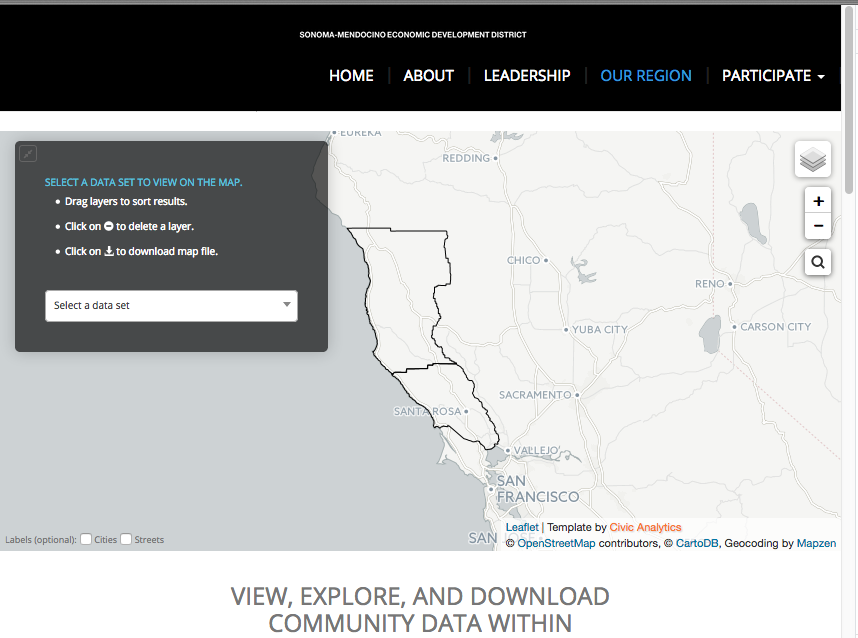 SONOMA-MENDOCINO ECONOMIC DEVELOPMENT DISTRICT
HOME
ABOUT
LEADERSHIP
OUR REGION
PARTICIPATE
EUREKA
REDDING
SELECT A DATA SET TO VIEW ON THE MAP.
Drag layers to sort results.
Click on to delete a layer.
Click on to download map file.
+
−
CHICO
RENO
Select a data set
YUBA CITY
CARSON CITY
SACRAMENTO
SANTA ROSA
VALLEJO
SAN
FRANCISCO
SAN JOSE
Leaflet | Template by Civic Analytics
© OpenStreetMap contributors, © CartoDB, Geocoding by Mapzen
Labels (optional): Cities Streets
VIEW, EXPLORE, AND DOWNLOAD
COMMUNITY DATA WITHIN